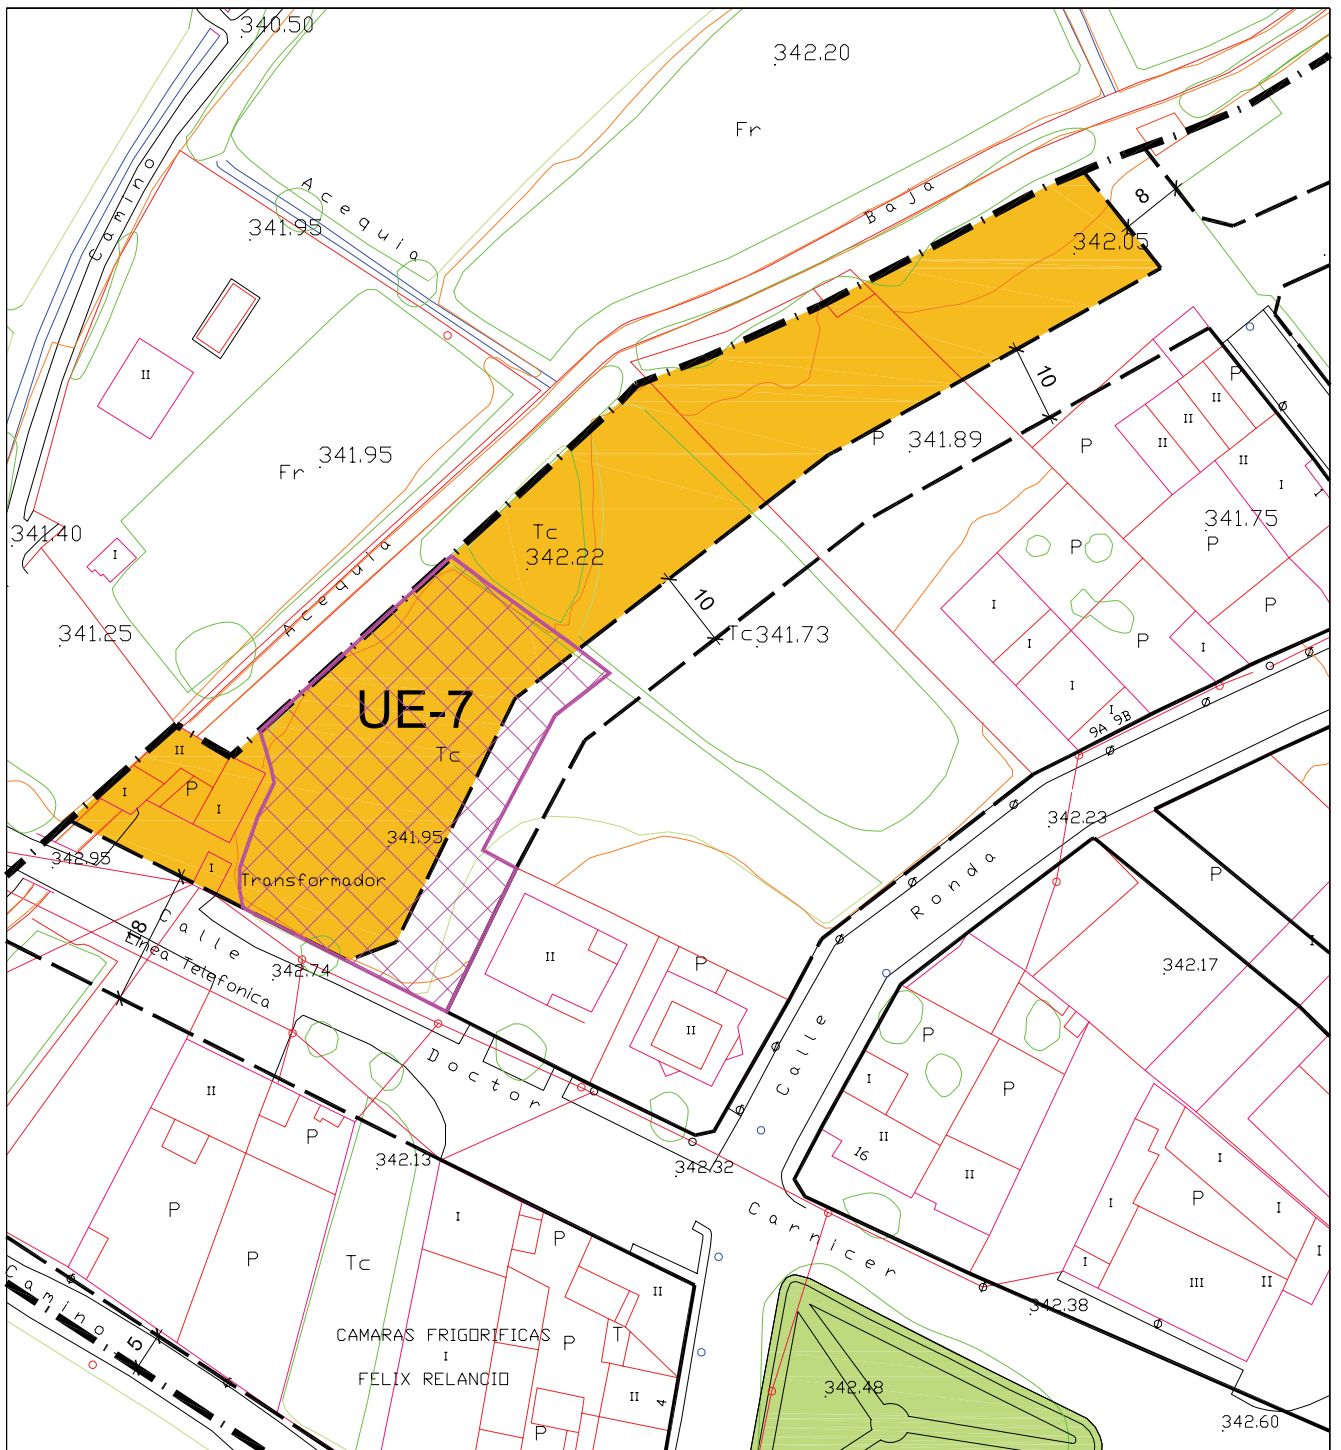 340.50
342.20
Fr
Camino
Acequia
341.95
Baja
8
342.05
II
10
P
II
II
II
II
I
I
P
341.89
P
341.95
Fr
341.40
I
Tc
342.22
341.75
P
P
Acequia
10
341.25
Tc 341.73
I
P
I
P
I
I
I
9A 9B
UE-7
Tc
II
P
I
I
341.95
342.23
342.95
I
Transformador
P
Ronda
18
Calle
Linea Telefonica
342.74
II
P
342.17
I
II
P
Calle
Doctor
I
P
II
II
P
16
II
342.13
342.32
I
P
P
I
I
I
Carnicer
P
P
Tc
I
P
II
I
III
II
342.38
Camino
5
CAMARAS FRIGORIFICAS
I
FELIX RELANCIO
P
T
II
4
P
342.48
342.60